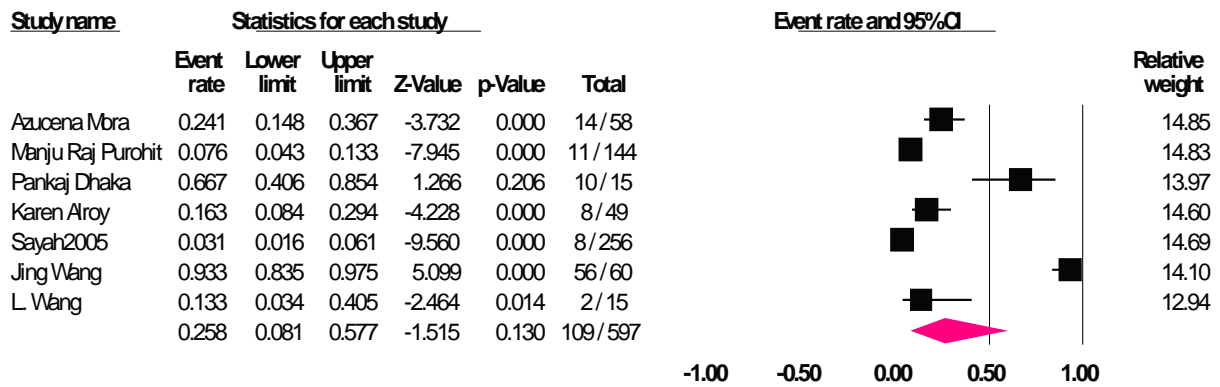 Study name Statistics for each study Event rate and 95% CI
Event Lower Upper Relative
rate limit limit Z-Value p-Value Total weight
Azucena Mora 0.241 0.148 0.367 -3.732 0.000 14 / 58 14.85
Manju Raj Purohit 0.076 0.043 0.133 -7.945 0.000 11 / 144 14.83
Pankaj Dhaka 0.667 0.406 0.854 1.266 0.206 10 / 15 13.97
Karen Alroy 0.163 0.084 0.294 -4.228 0.000 8 / 49 14.60
Sayah2005 0.031 0.016 0.061 -9.560 0.000 8 / 256 14.69
Jing Wang 0.933 0.835 0.975 5.099 0.000 56 / 60 14.10
L. Wang 0.133 0.034 0.405 -2.464 0.014 2 / 15 12.94
0.258 0.081 0.577 -1.515 0.130 109 / 597
-1.00 -0.50 0.00 0.50 1.00